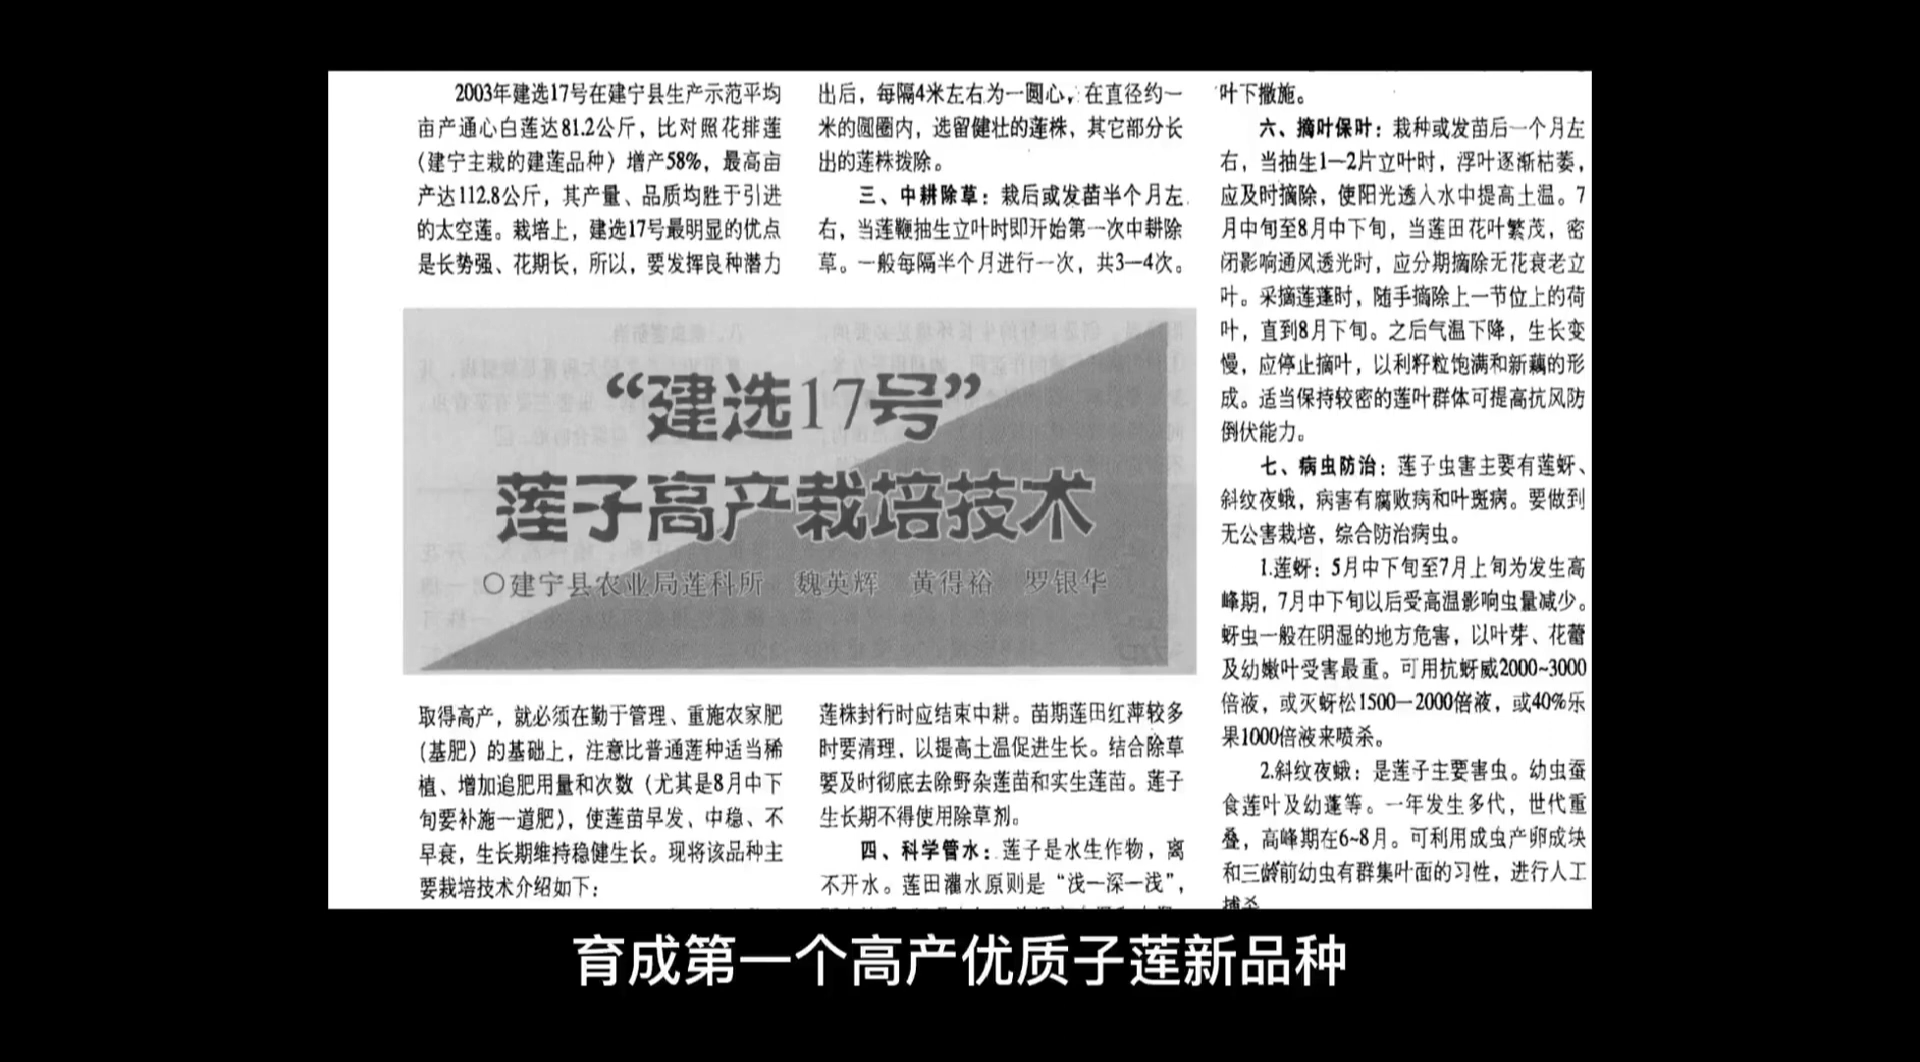 2003年建选17号在建宁县生产示范平均
亩产通心白莲达81.2公斤，比对照花排莲
（建宁主栽的建莲品种）增产58%，最高亩
产达112.8公斤，其产量、品质均胜于引进
的太空莲。栽培上，建选17号最明显的优点
是长势强、花期长，所以，要发挥良种潜力
“建选17号”
莲子高产栽培技术
○建宁县农业局莲科所 魏英辉 黄得裕 罗银华
取得高产，就必须在勤于管理、重施农家肥
（基肥）的基础上，注意比普通莲种适当稀
植、增加追肥用量和次数（尤其是8月中下
旬要补施一道肥），使莲苗早发、中稳、不
早衰，生长期维持稳健生长。现将该品种主
要栽培技术介绍如下：
出后，每隔4米左右为一圆心，在直径约一
米的圆圈内，选留健壮的莲株，其它部分长
出的莲株拨除。
三、中耕除草：栽后或发苗半个月左
右，当莲鞭抽生立叶时即开始第一次中耕除
草。一般每隔半个月进行一次，共3—4次。
莲株封行时应结束中耕。苗期莲田红萍较多
时要清理，以提高土温促进生长。结合除草
要及时彻底去除野杂莲苗和实生莲苗。莲子
生长期不得使用除草剂。
四、科学管水：莲子是水生作物，离
不开水。莲田灌水原则是“浅—深—浅”，
叶下撒施。
六、摘叶保叶：栽种或发苗后一个月左
右，当抽生1—2片立叶时，浮叶逐渐枯萎，
应及时摘除，使阳光透入水中提高土温。7
月中旬至8月中下旬，当莲田花叶繁茂，密
闭影响通风透光时，应分期摘除无花衰老立
叶。采摘莲蓬时，随手摘除上一节位上的荷
叶，直到8月下旬。之后气温下降，生长变
慢，应停止摘叶，以利籽粒饱满和新藕的形
成。适当保持较密的莲叶群体可提高抗风防
倒伏能力。
七、病虫防治：莲子虫害主要有莲蚜、
斜纹夜蛾，病害有腐败病和叶斑病。要做到
无公害栽培，综合防治病虫。
1.莲蚜：5月中下旬至7月上旬为发生高
峰期，7月中下旬以后受高温影响虫量减少。
蚜虫一般在阴湿的地方危害，以叶芽、花蕾
及幼嫩叶受害最重。可用抗蚜威2000~3000
倍液，或灭蚜松1500—2000倍液，或40%乐
果1000倍液来喷杀。
2.斜纹夜蛾：是莲子主要害虫。幼虫蚕
食莲叶及幼蓬等。一年发生多代，世代重
叠，高峰期在6~8月。可利用成虫产卵成块
和三龄前幼虫有群集叶面的习性，进行人工
捕杀
育成第一个高产优质子莲新品种